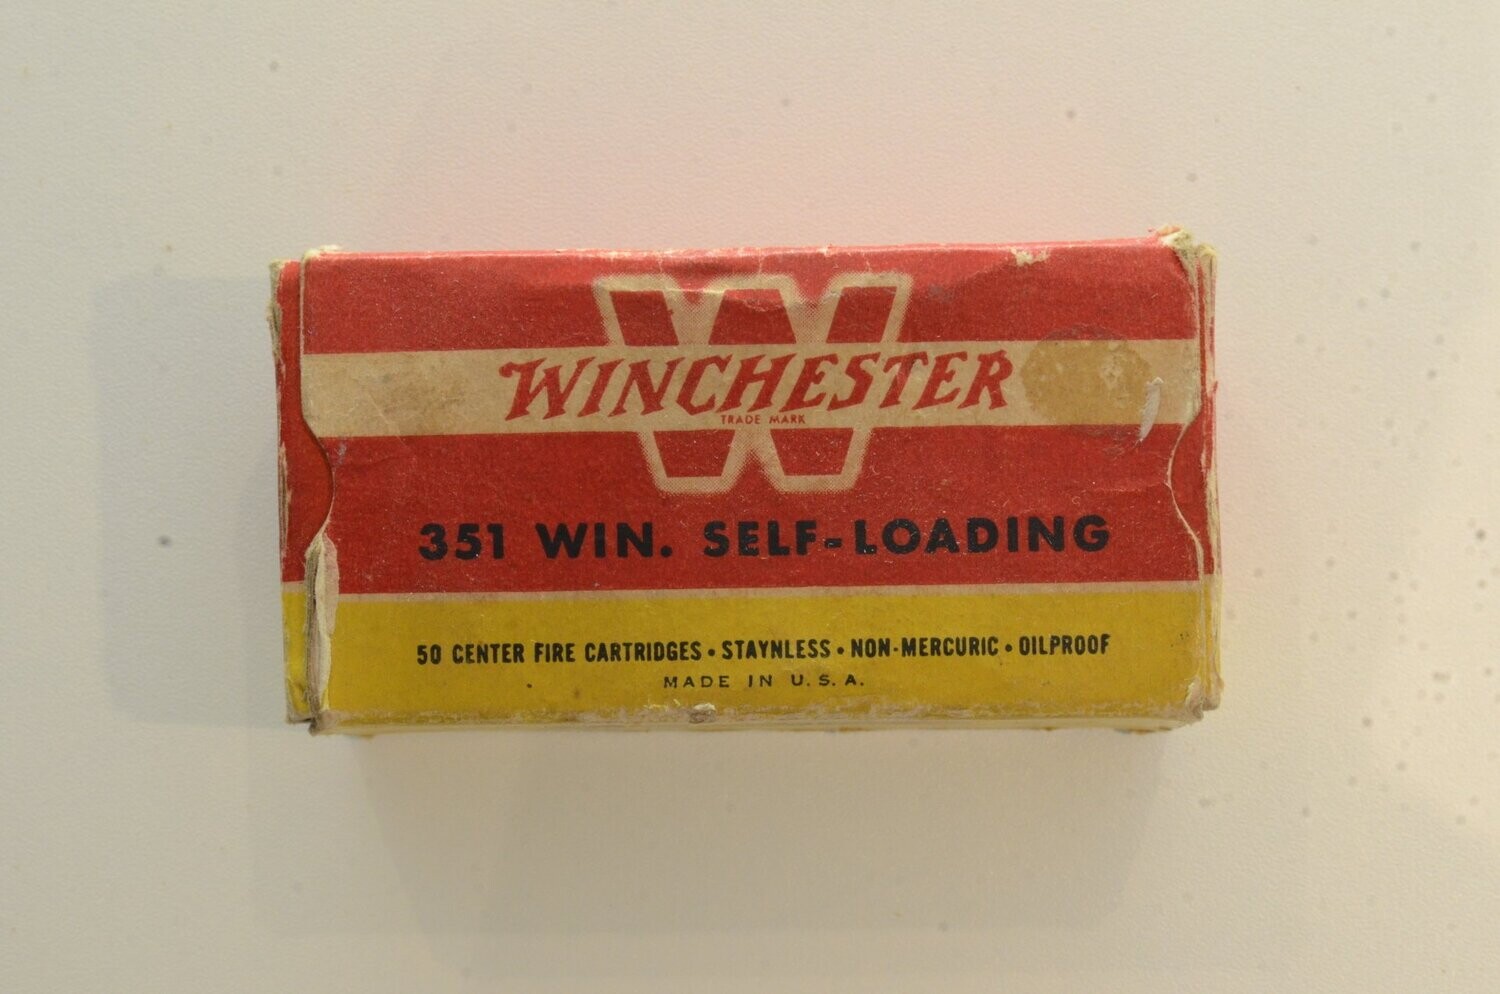 WINCHESTER
TRADE MARK
351 WIN. SELF-LOADING
50 CENTER FIRE CARTRIDGES • STAYNLESS • NON-MERCURIC • OILPROOF
MADE IN U.S.A.